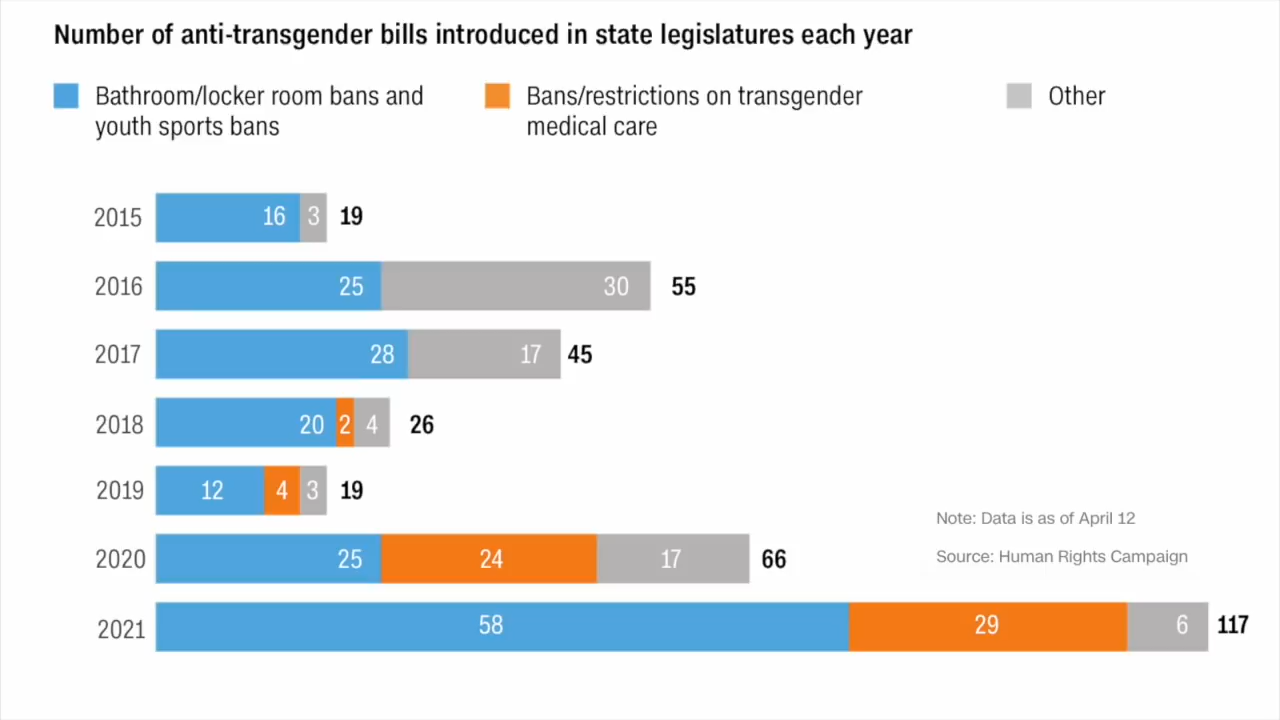 Number of anti-transgender bills introduced in state legislatures each year
Bathroom/locker room bans and
youth sports bans
Bans/restrictions on transgender
medical care
Other
2015 16 3 19
2016 25 30 55
2017 28 17 45
2018 20 2 4 26
2019 12 4 3 19
2020 25 24 17 66
2021 58 29 6 117
Note: Data is as of April 12
Source: Human Rights Campaign